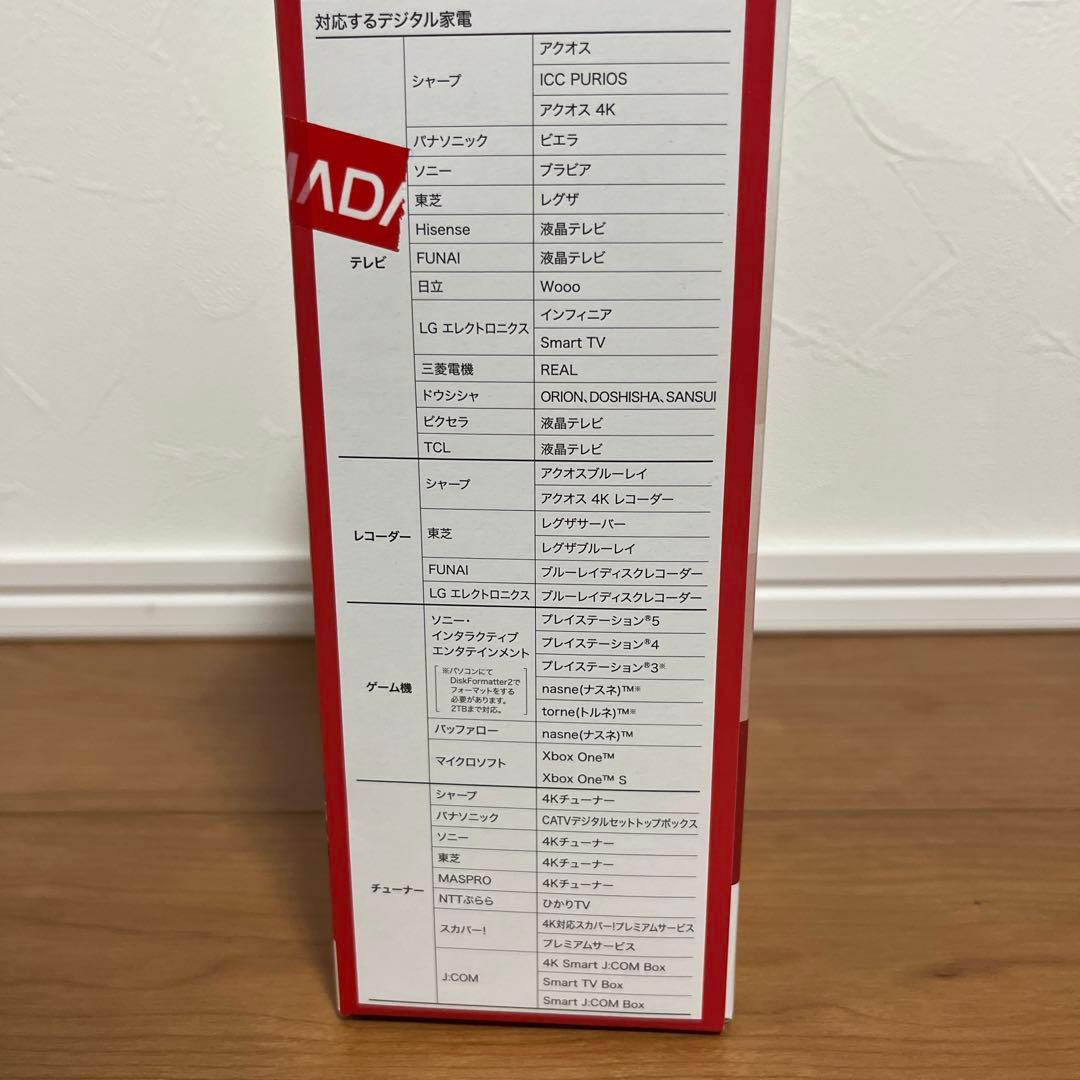 対応するデジタル家電
テレビ
シャープ
アクオス
ICC PURIOS
アクオス 4K
パナソニック ビエラ
ソニー ブラビア
東芝 レグザ
Hisense 液晶テレビ
FUNAI 液晶テレビ
日立 Wooo
LG エレクトロニクス
インフィニア
Smart TV
三菱電機 REAL
ドウシシャ ORION、DOSHISHA、SANSUI
ピクセラ 液晶テレビ
TCL 液晶テレビ
レコーダー
シャープ
アクオスブルーレイ
アクオス 4K レコーダー
東芝
レグザサーバー
レグザブルーレイ
FUNAI ブルーレイディスクレコーダー
LG エレクトロニクス ブルーレイディスクレコーダー
ゲーム機
ソニー・
インタラクティブ
エンタテインメント
※パソコンにて
DiskFormatter2で
フォーマットをする
必要があります。
2TBまで対応。
プレイステーション®5
プレイステーション®4
プレイステーション®3※
nasne(ナスネ)™※
torne(トルネ)™※
バッファロー nasne(ナスネ)™
マイクロソフト
Xbox One™
Xbox One™ S
チューナー
シャープ 4Kチューナー
パナソニック CATVデジタルセットトップボックス
ソニー 4Kチューナー
東芝 4Kチューナー
MASPRO 4Kチューナー
NTTぷらら ひかりTV
スカパー!
4K対応スカパー!プレミアムサービス
プレミアムサービス
J:COM
4K Smart J:COM Box
Smart TV Box
Smart J:COM Box